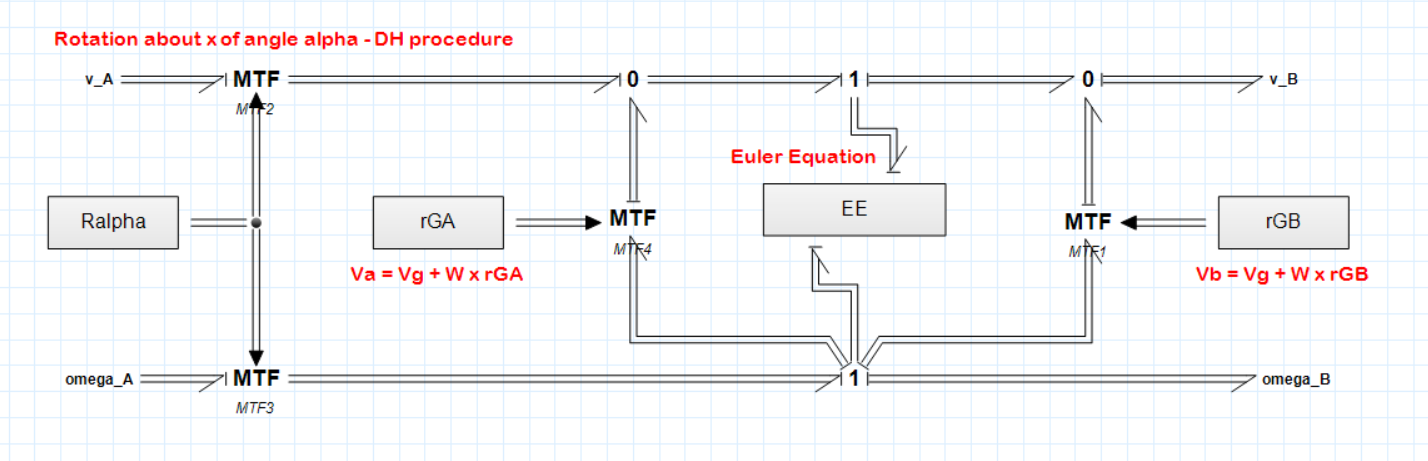 Rotation about x of angle alpha - DH procedure
v_A MTF 0 1 0 v_B
MTF2
Euler Equation
Ralpha rGA MTF EE MTF rGB
MTF4 MTF1
Va = Vg + W x rGA Vb = Vg + W x rGB
omega_A MTF 1 omega_B
MTF3